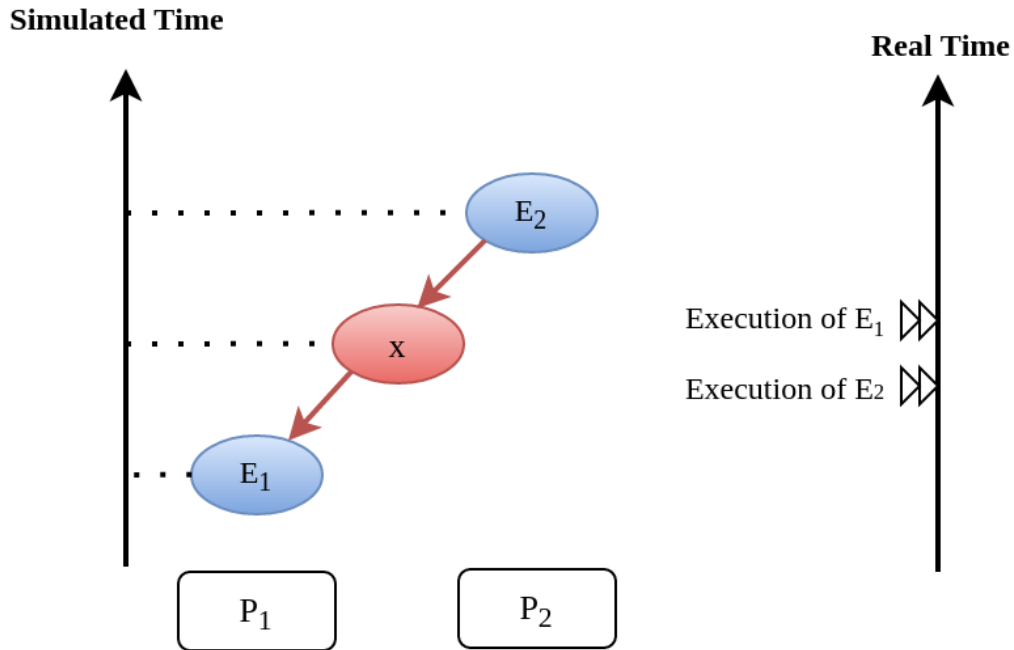 Simulated Time
Real Time
E₂
Execution of E₁
x
Execution of E2
E₁
P₁
P₂